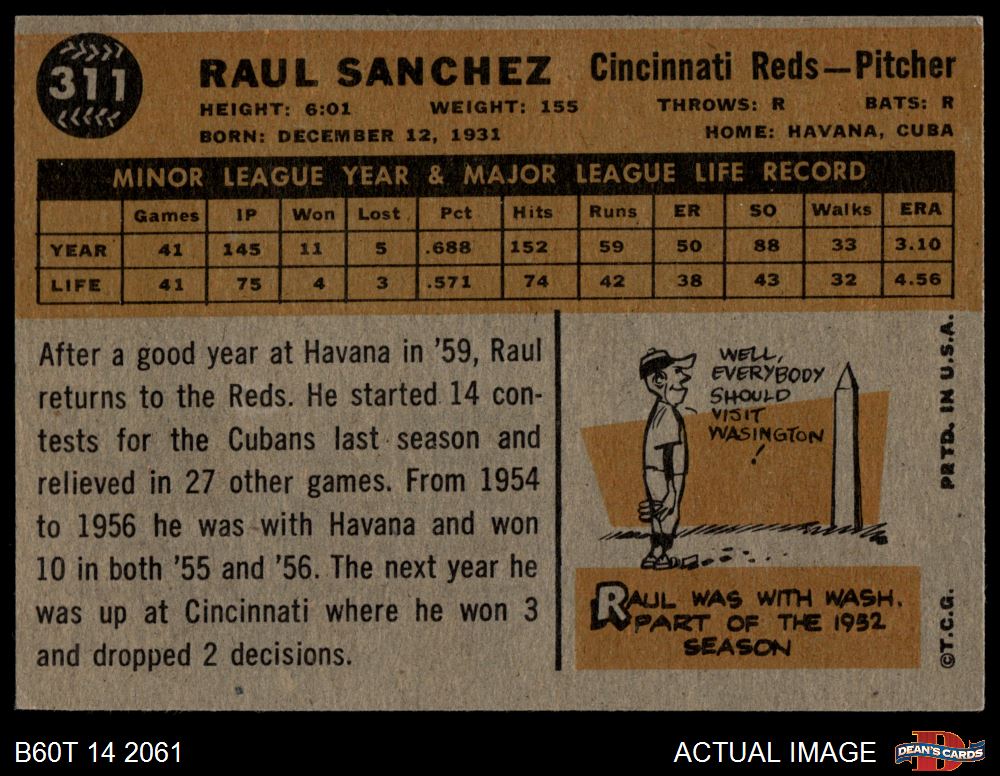 311
RAUL SANCHEZ Cincinnati Reds—Pitcher
HEIGHT: 6:01 WEIGHT: 155 THROWS: R BATS: R
BORN: DECEMBER 12, 1931 HOME: HAVANA, CUBA
MINOR LEAGUE YEAR & MAJOR LEAGUE LIFE RECORD
Games IP Won Lost Pct Hits Runs ER SO Walks ERA
YEAR 41 145 11 5 .688 152 59 50 88 33 3.10
LIFE 41 75 4 3 .571 74 42 38 43 32 4.56
After a good year at Havana in '59, Raul
returns to the Reds. He started 14 con-
tests for the Cubans last season and
relieved in 27 other games. From 1954
to 1956 he was with Havana and won
10 in both '55 and '56. The next year he
was up at Cincinnati where he won 3
and dropped 2 decisions.
WELL,
EVERYBODY
SHOULD
VISIT
WASINGTON
!
RAUL WAS WITH WASH.
PART OF THE 1952
SEASON
PRTD. IN U.S.A.
©T.C.G.
B60T 14 2061
ACTUAL IMAGE
D
DEAN'S CARDS